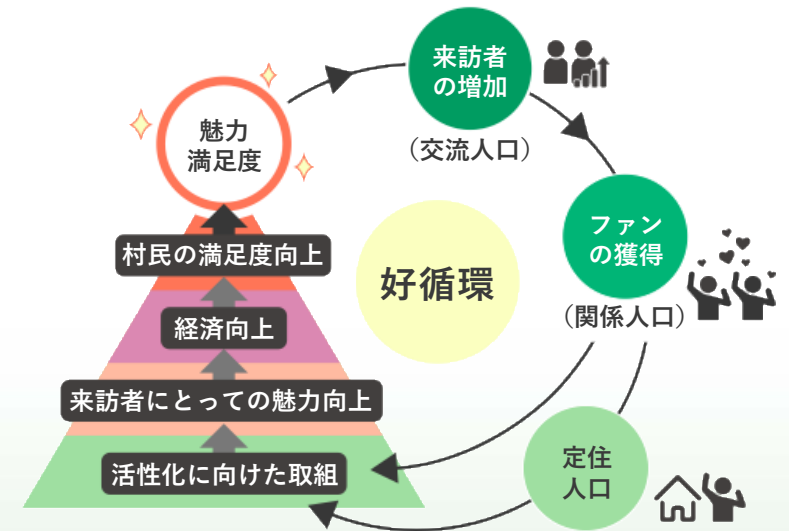 魅力
満足度
村民の満足度向上
経済向上
来訪者にとっての魅力向上
活性化に向けた取組
来訪者
の増加
（交流人口）
ファン
の獲得
（関係人口）
定住
人口
好循環